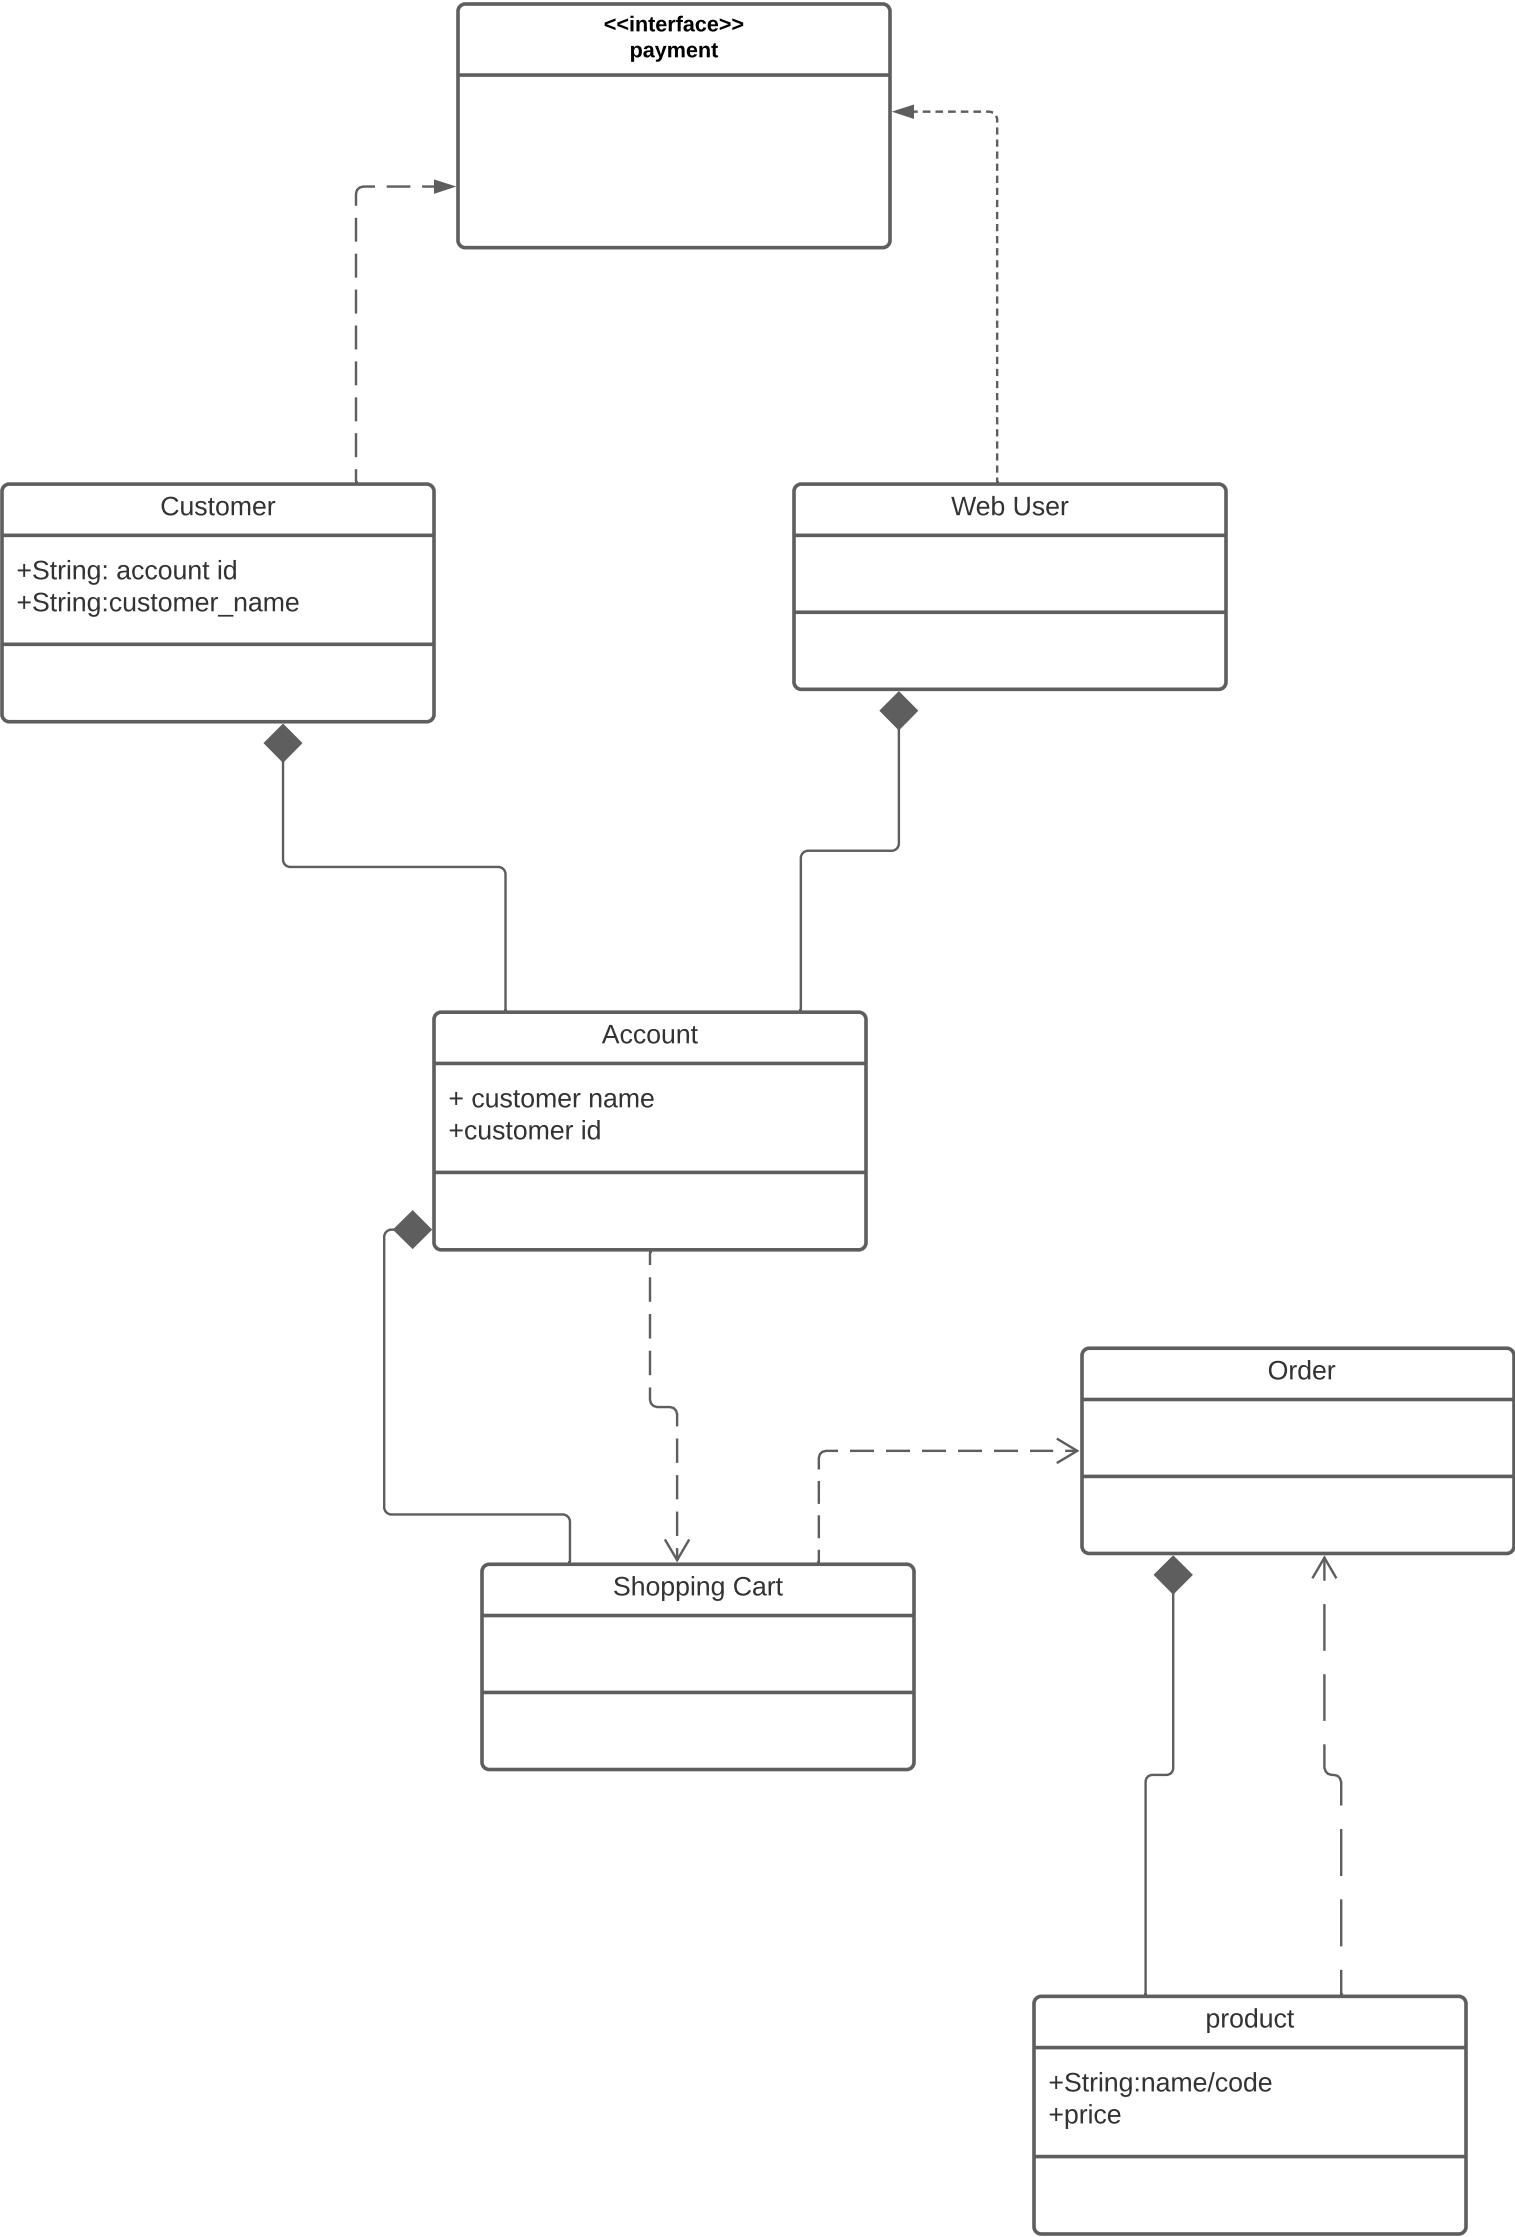 <<interface>>
payment
Customer
+String: account id
+String:customer_name
Web User
Account
+ customer name
+customer id
Order
Shopping Cart
product
+String:name/code
+price